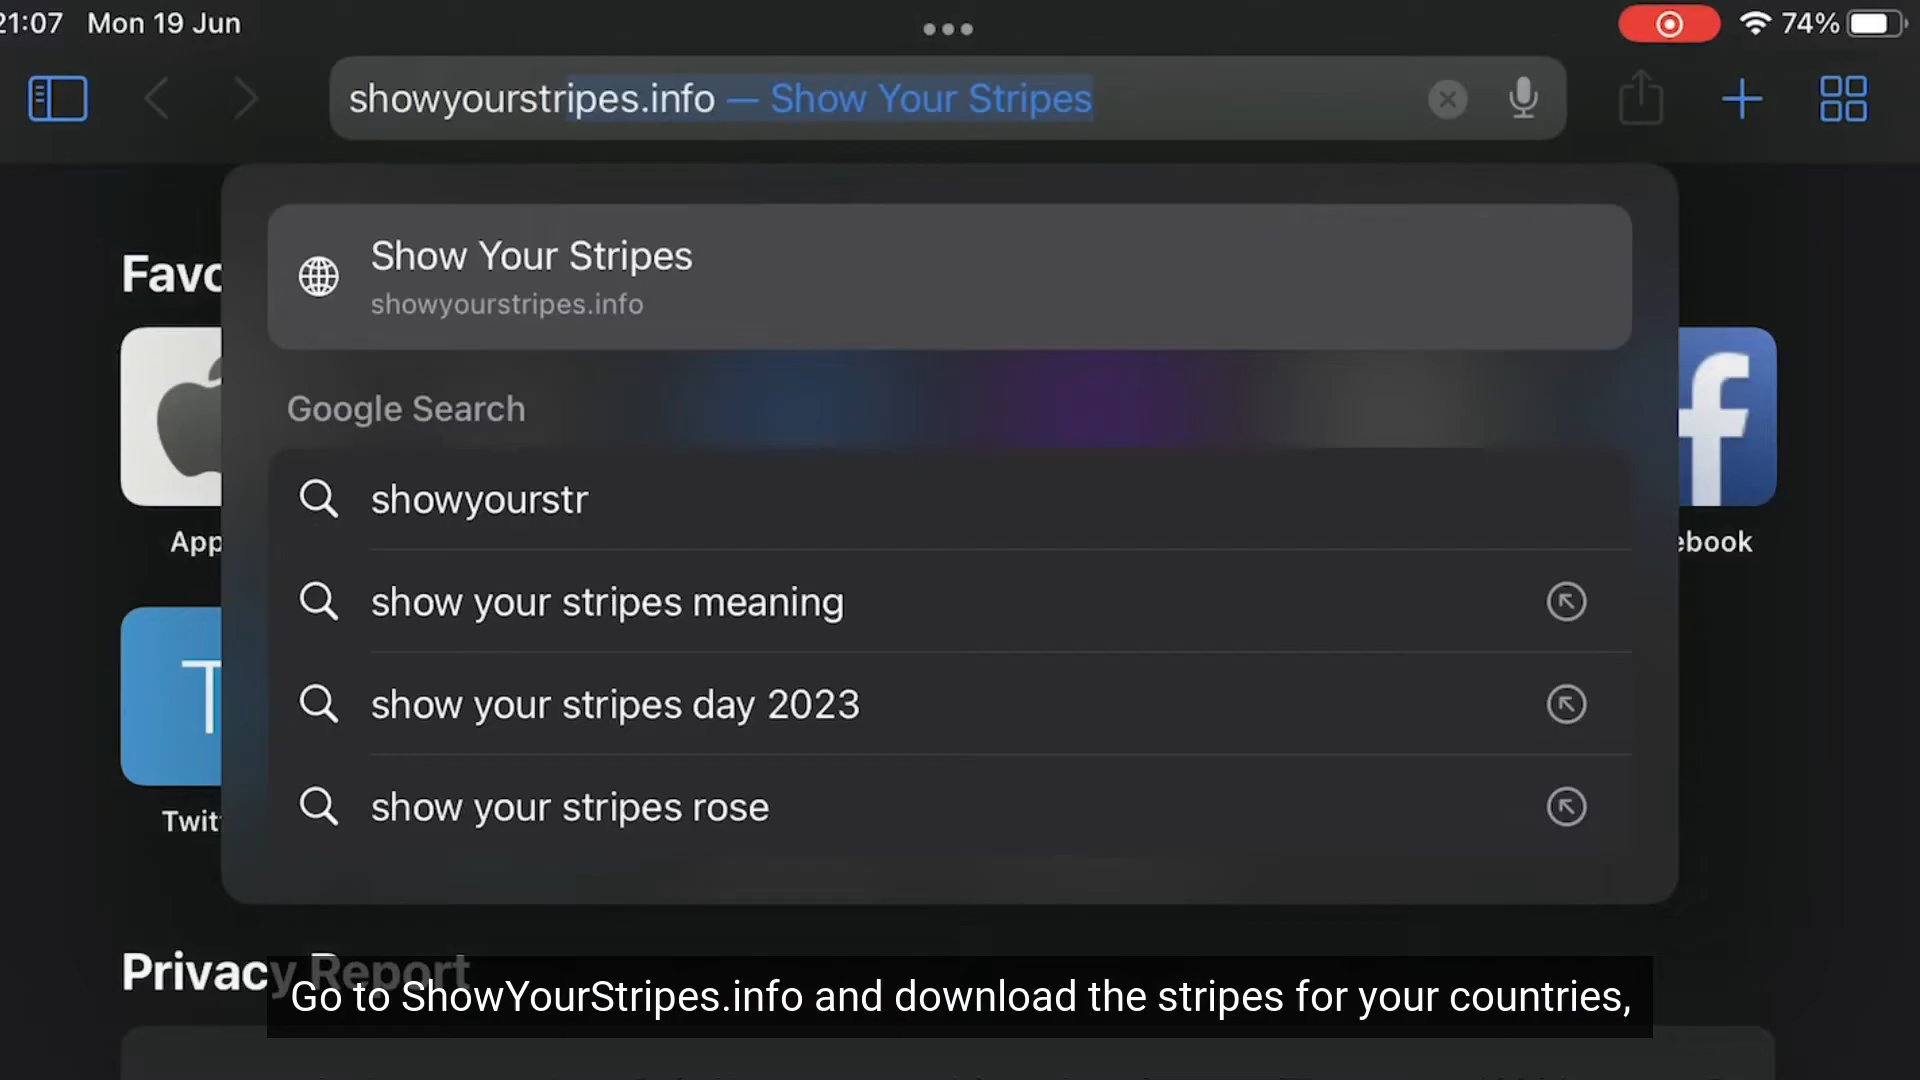 21:07 Mon 19 Jun
74%
showyourstripes.info — Show Your Stripes
Show Your Stripes
showyourstripes.info
Favo
Google Search
showyourstr
App
ebook
show your stripes meaning
show your stripes day 2023
T
show your stripes rose
Twit
Privacy Report
Go to ShowYourStripes.info and download the stripes for your countries,